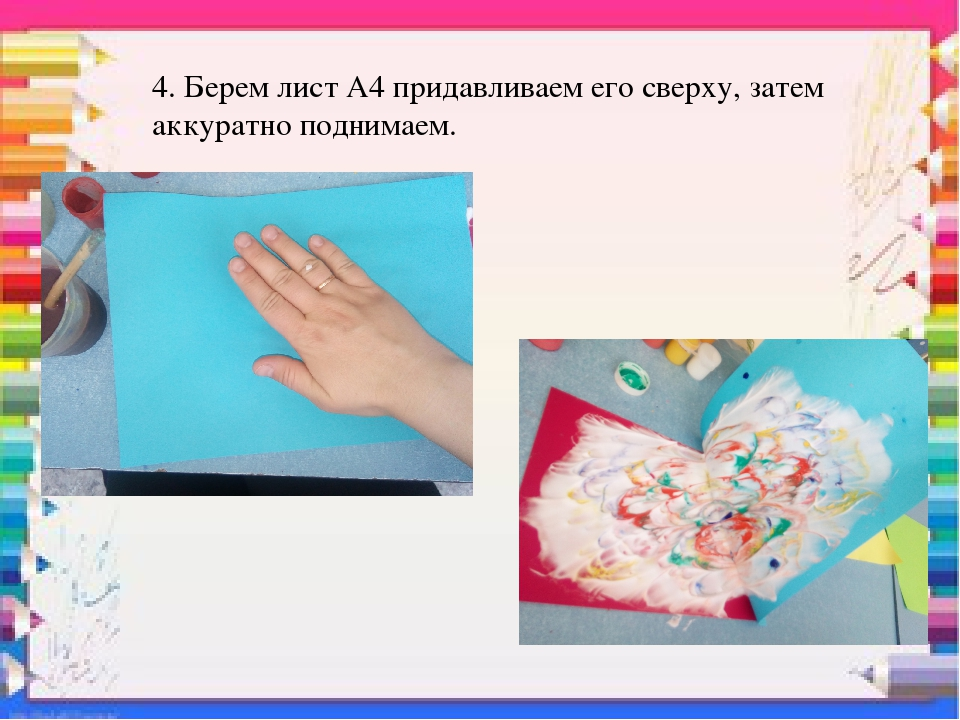 4. Берем лист А4 придавливаем его сверху, затем
аккуратно поднимаем.